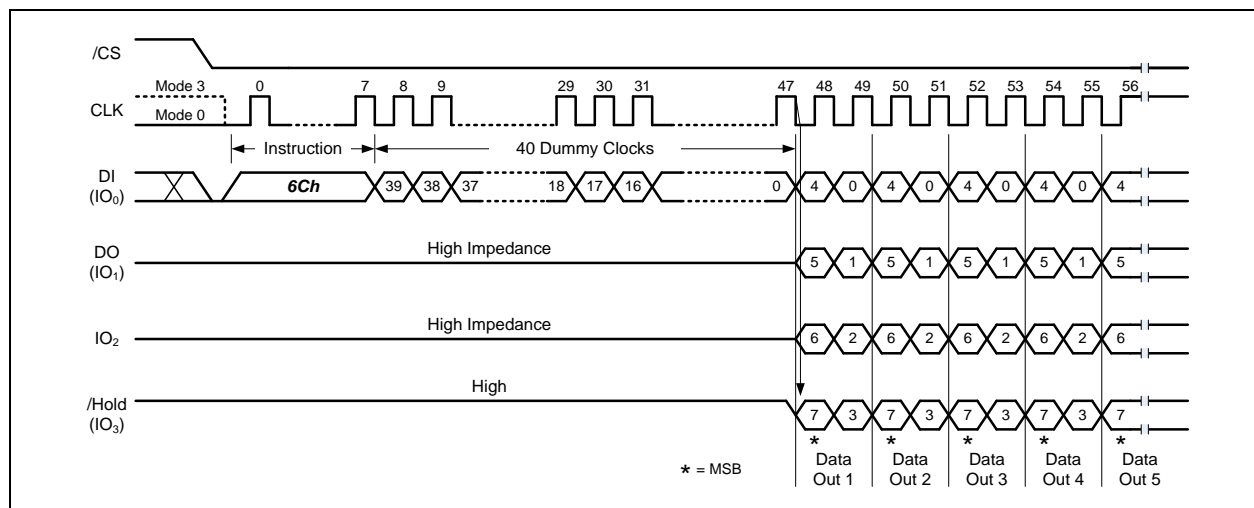 /CS
Mode 3 0 7 8 9 29 30 31 47 48 49 50 51 52 53 54 55 56
CLK
Mode 0
Instruction 40 Dummy Clocks
DI
(IO0) 6Ch 39 38 37 18 17 16 0 4 0 4 0 4 0 4 0 4
High Impedance
DO
(IO1) 5 1 5 1 5 1 5 1 5
High Impedance
IO2 6 2 6 2 6 2 6 2 6
High
/Hold
(IO3) 7 3 7 3 7 3 7 3 7
* * * * *
* = MSB
Data Data Data Data Data
Out 1 Out 2 Out 3 Out 4 Out 5